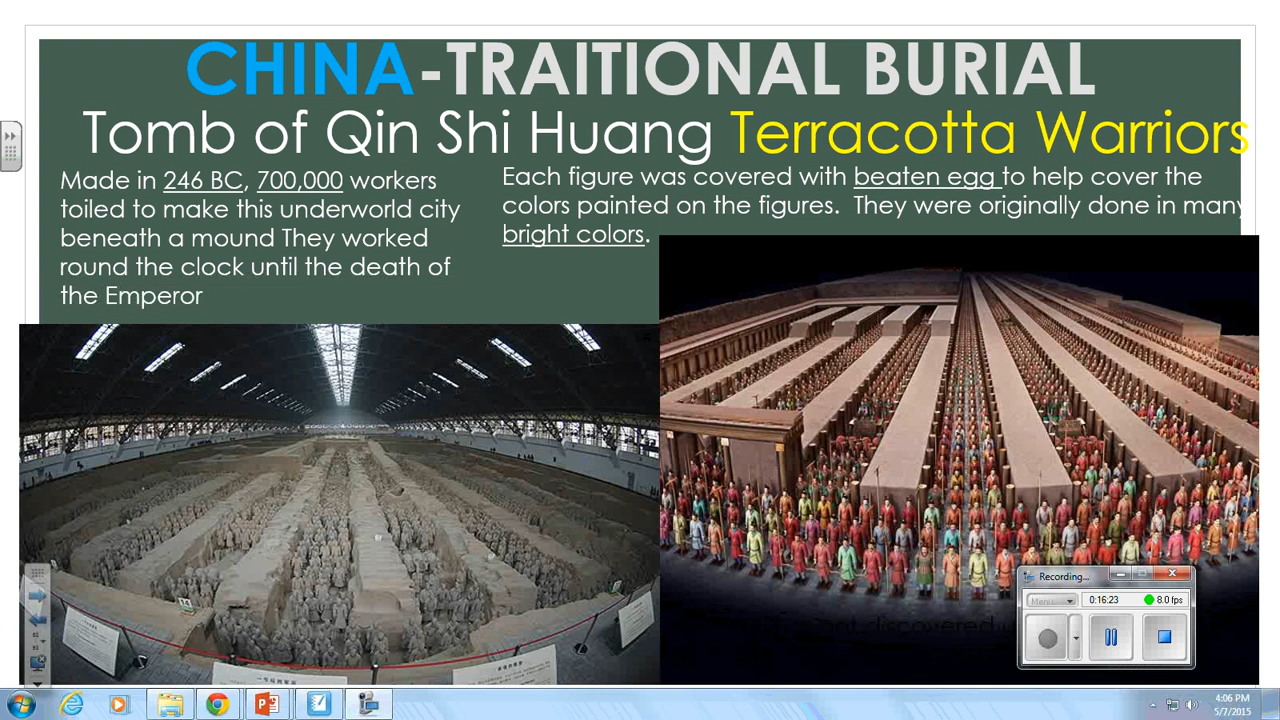 CHINA-TRAITIONAL BURIAL
Tomb of Qin Shi Huang Terracotta Warriors
Made in 246 BC, 700,000 workers
toiled to make this underworld city
beneath a mound They worked
round the clock until the death of
the Emperor
Each figure was covered with beaten egg to help cover the
colors painted on the figures. They were originally done in many
bright colors.
discovered
Recording...
Menu
0:16:23
8.0 fps
4:06 PM
5/7/2015